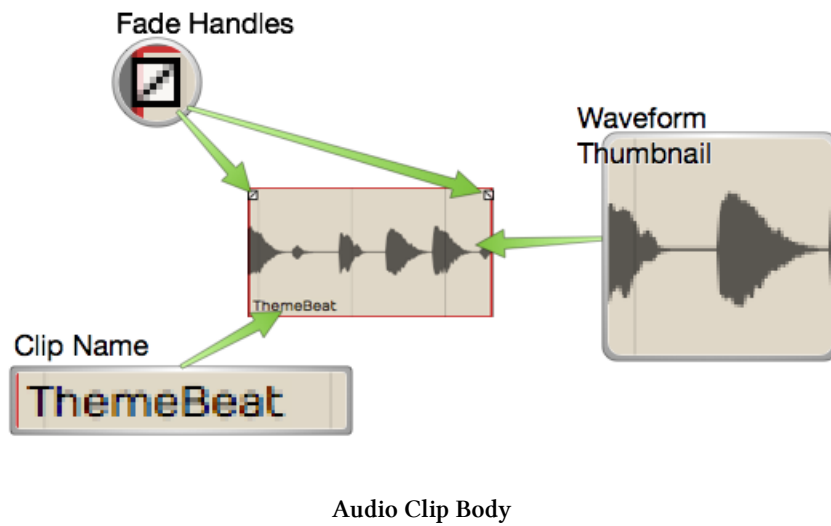 Fade Handles
Waveform
Thumbnail
ThemeBeat
Clip Name
ThemeBeat
Audio Clip Body